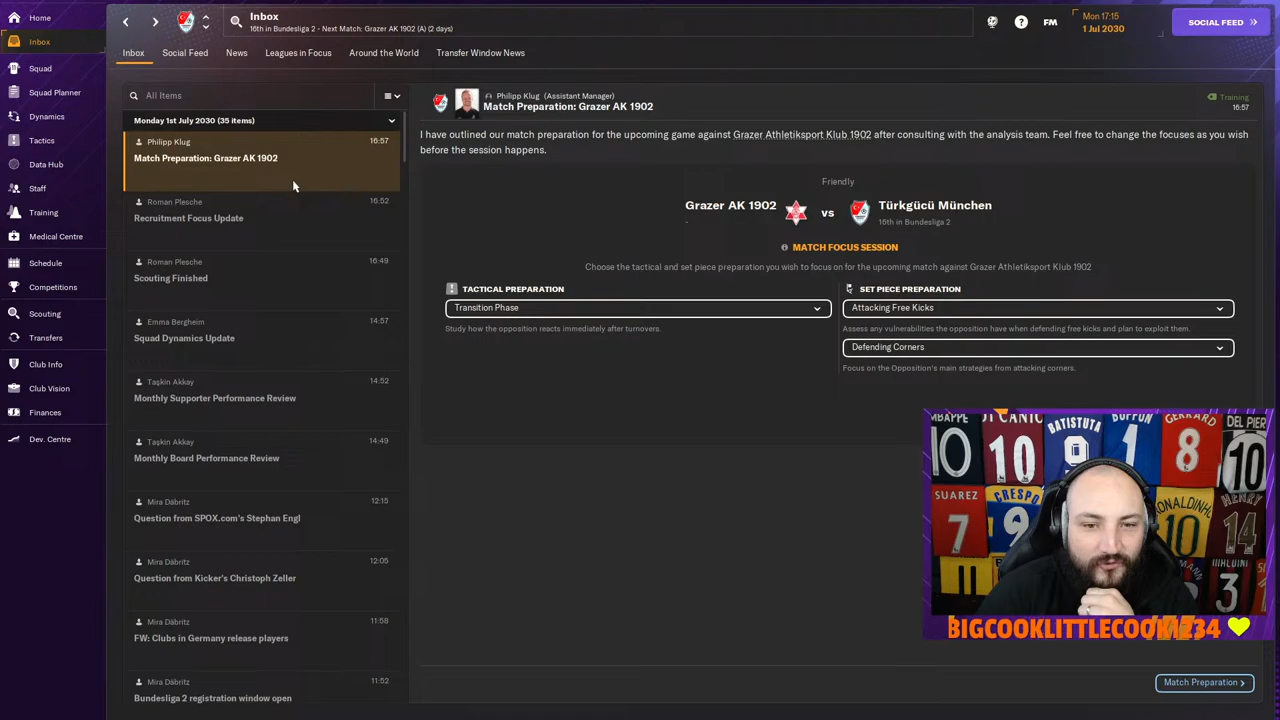 Home
Inbox
Squad
Squad Planner
Dynamics
Tactics
Data Hub
Staff
Training
Medical Centre
Schedule
Competitions
Scouting
Transfers
Club Info
Club Vision
Finances
Dev. Centre
Inbox
16th in Bundesliga 2 - Next Match: Grazer AK 1902 (A) (2 days)
FM
Mon 17:15
1 Jul 2030
SOCIAL FEED
Inbox
Social Feed
News
Leagues in Focus
Around the World
Transfer Window News
All Items
Monday 1st July 2030 (35 items)
Philipp Klug
16:57
Match Preparation: Grazer AK 1902
Roman Plesche
16:52
Recruitment Focus Update
Roman Plesche
16:49
Scouting Finished
Emma Bergheim
14:57
Squad Dynamics Update
Taşkin Akkay
14:52
Monthly Supporter Performance Review
Taşkin Akkay
14:49
Monthly Board Performance Review
Mira Däbritz
12:15
Question from SPOX.com's Stephan Engl
Mira Däbritz
12:05
Question from Kicker's Christoph Zeller
Mira Däbritz
11:58
FW: Clubs in Germany release players
Mira Däbritz
11:52
Bundesliga 2 registration window open
Philipp Klug (Assistant Manager)
Match Preparation: Grazer AK 1902
Training
16:57
I have outlined our match preparation for the upcoming game against Grazer Athletiksport Klub 1902 after consulting with the analysis team. Feel free to change the focuses as you wish
before the session happens.
Friendly
Grazer AK 1902
-
vs
Türkgücü München
16th in Bundesliga 2
MATCH FOCUS SESSION
Choose the tactical and set piece preparation you wish to focus on for the upcoming match against Grazer Athletiksport Klub 1902
TACTICAL PREPARATION
Transition Phase
Study how the opposition reacts immediately after turnovers.
SET PIECE PREPARATION
Attacking Free Kicks
Assess any vulnerabilities the opposition have when defending free kicks and plan to exploit them.
Defending Corners
Focus on the Opposition's main strategies from attacking corners.
MBAPPE
10
DI CANIO
10
BATISTUTA
9
BUFFON
1
GERRARD
8
DEL PIER
10
SUAREZ
7
CRESPO
9
10
HENRY
14
3
BIGCOOKLITTLECOOK1234
Match Preparation